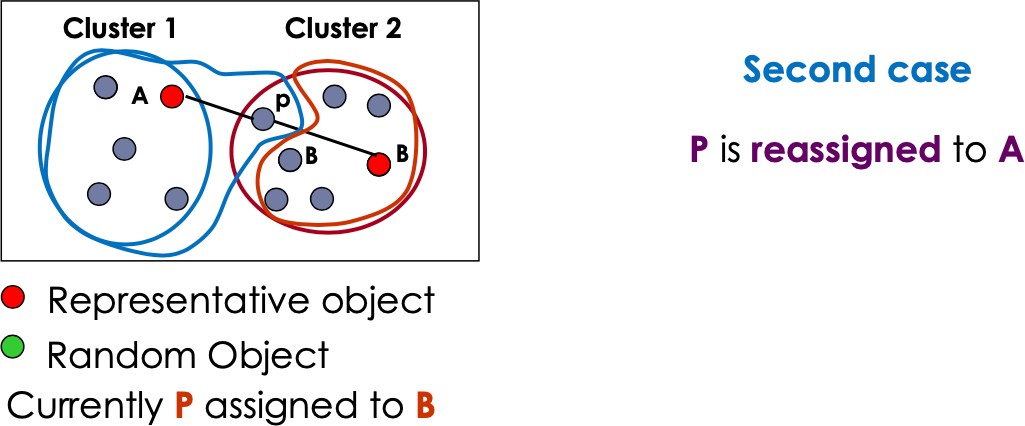 Cluster 1 Cluster 2
A
p
B
B
Second case
P is reassigned to A
Representative object
Random Object
Currently P assigned to B